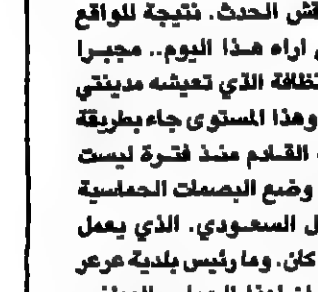 قش الحدث. نتيجة للواقع
اراه هذا اليوم.. مجبرا
نظافة الذي تعيشه مدينتي
وهذا المستوى جاء بطريقة
القادم منذ فترة ليست
وضع البصمات الحماسية
ل السعودي. الذي يعمل
كان. وما رئيس بلدية عرعر